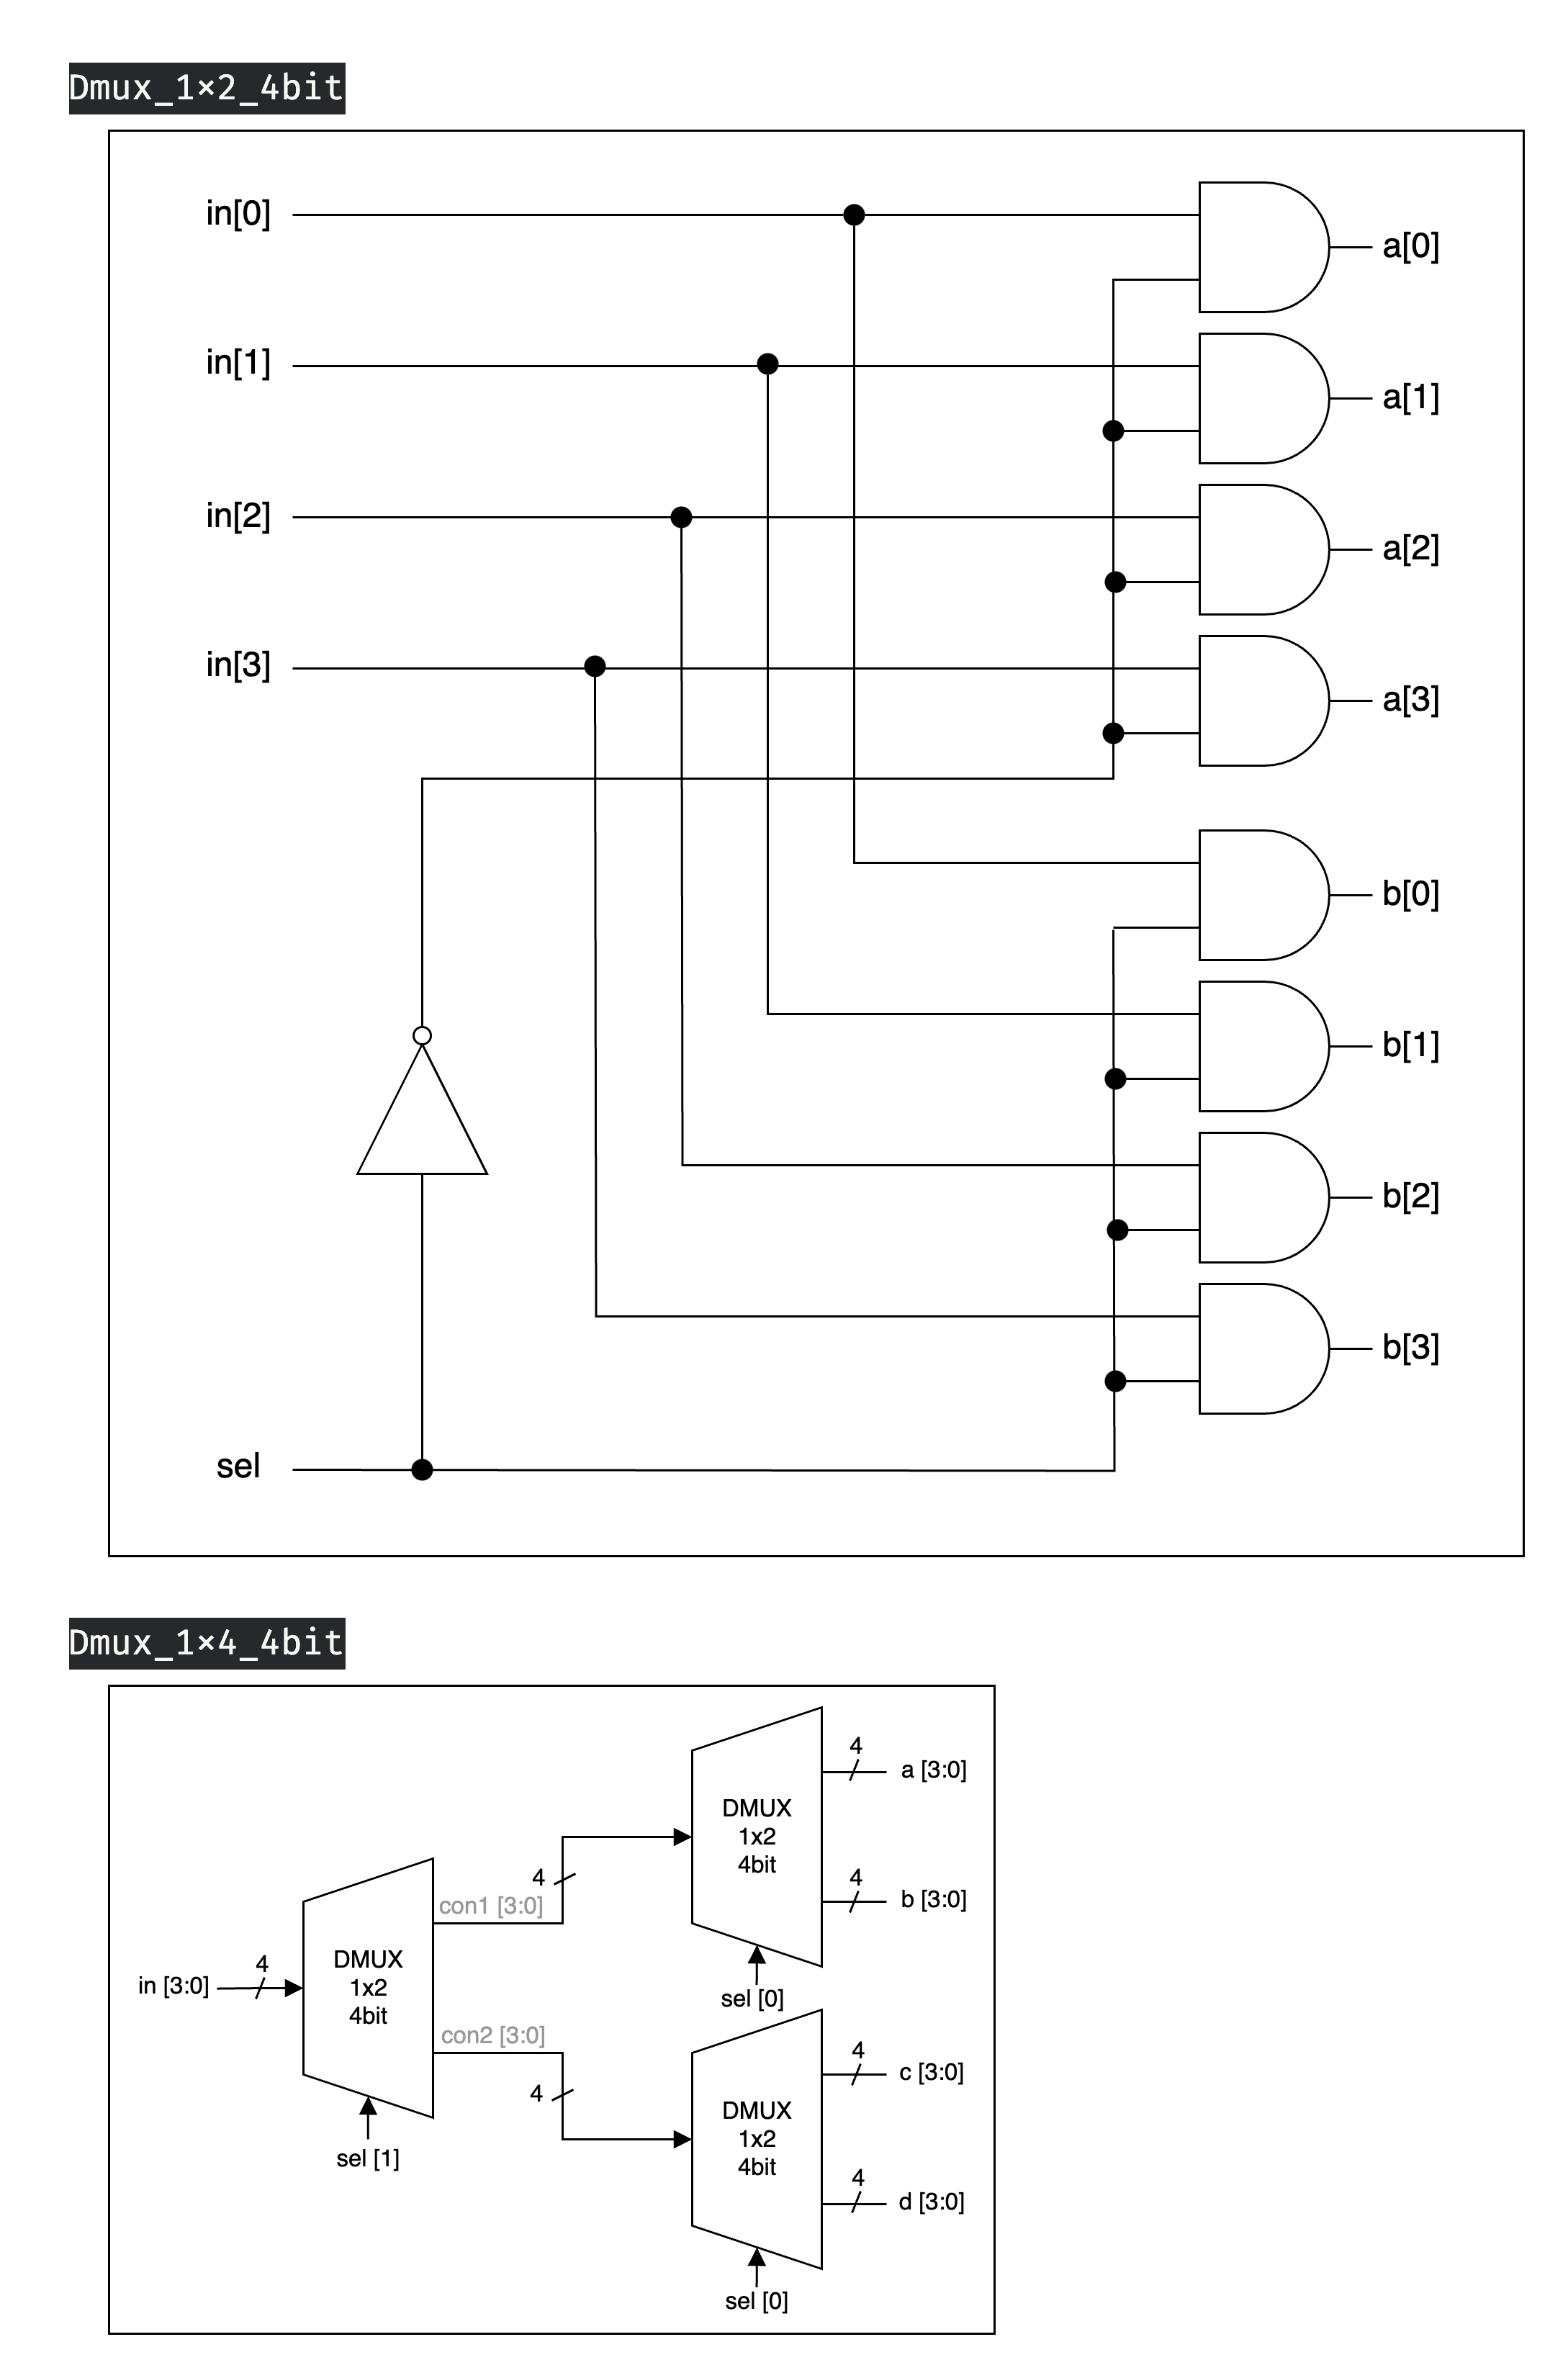 Dmux_1×2_4bit
in[0]
a[0]
in[1]
a[1]
in[2]
a[2]
in[3]
a[3]
b[0]
b[1]
b[2]
b[3]
sel
Dmux_1×4_4bit
4
a [3:0]
DMUX
1x2
4bit
4
b [3:0]
sel [0]
4
con1 [3:0]
in [3:0]
4
DMUX
1x2
4bit
sel [1]
con2 [3:0]
4
4
c [3:0]
DMUX
1x2
4bit
4
d [3:0]
sel [0]